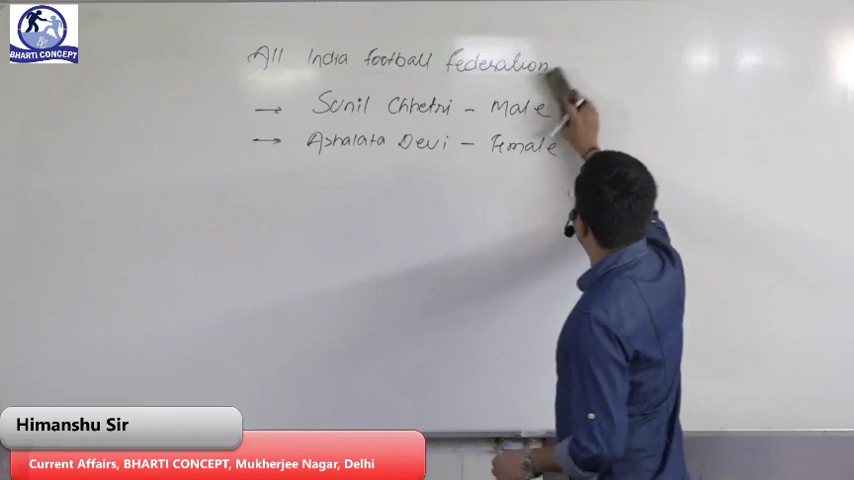 BHARTI CONCEPT
All India Football Federation
→ Sunil Chhetri - Male
→ Ashalata Devi - Female
Himanshu Sir
Current Affairs, BHARTI CONCEPT, Mukherjee Nagar, Delhi